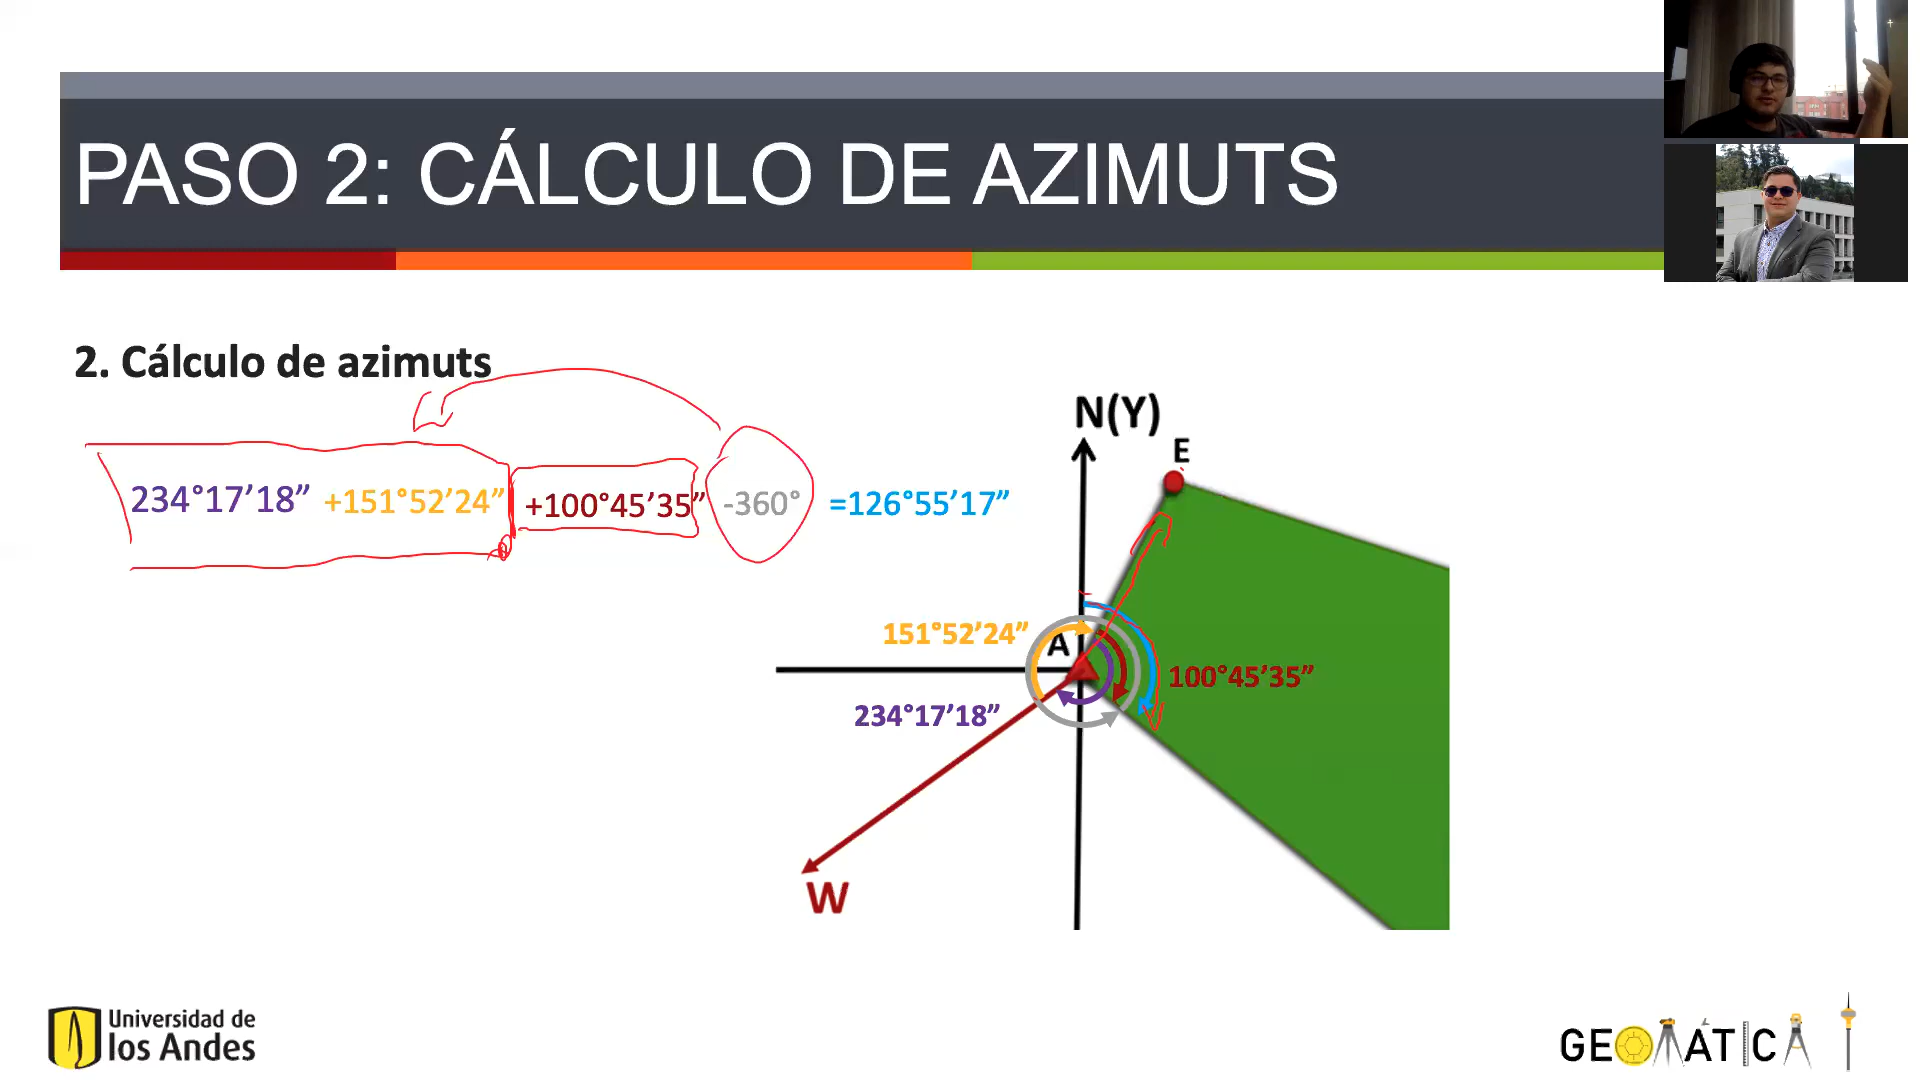 PASO 2: CÁLCULO DE AZIMUTS
2. Cálculo de azimuts
234°17’18” +151°52’24” +100°45’35” -360° =126°55’17”
N(Y)
E
151°52’24”
A
100°45’35”
234°17’18”
W
Universidad de
los Andes
GEOMÁTICA